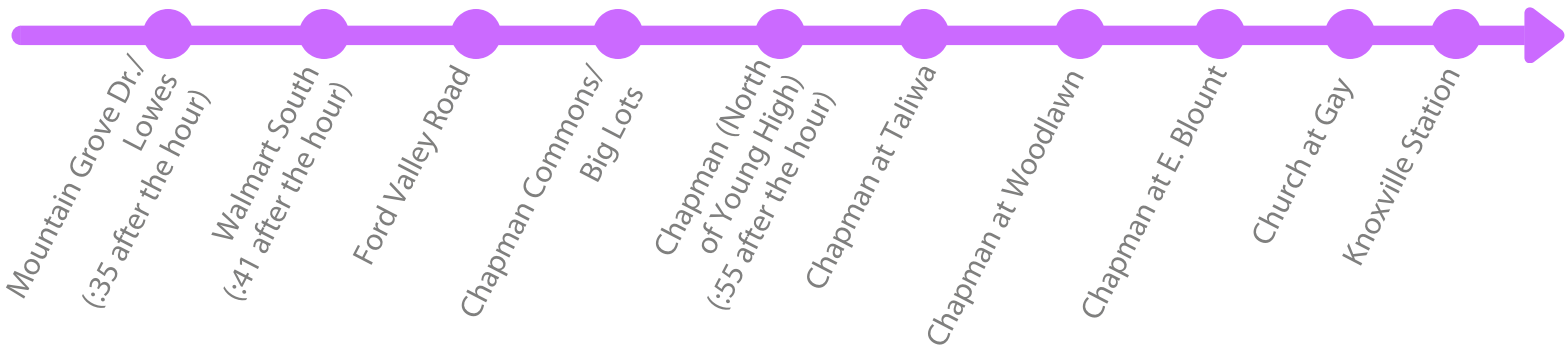 Mountain Grove Dr./
Lowes
(:35 after the hour)
Walmart South
(:41 after the hour)
Ford Valley Road
Chapman Commons/
Big Lots
Chapman (North
of Young High)
(:55 after the hour)
Chapman at Taliwa
Chapman at Woodlawn
Chapman at E. Blount
Church at Gay
Knoxville Station